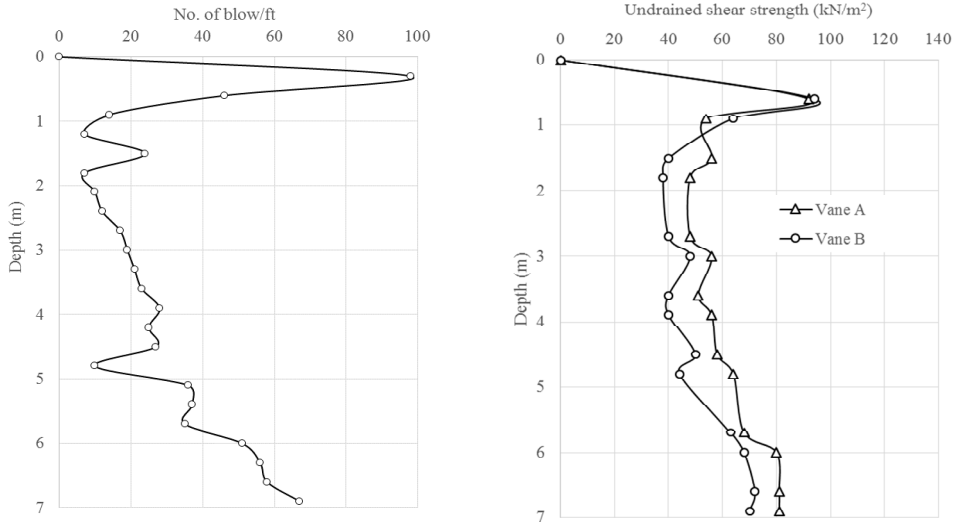 No. of blow/ft
0 20 40 60 80 100
0
1
2
3
4
5
6
7
Depth (m)
Undrained shear strength (kN/m²)
0 20 40 60 80 100 120 140
0
1
2
3
4
5
6
7
Depth (m)
Vane A
Vane B